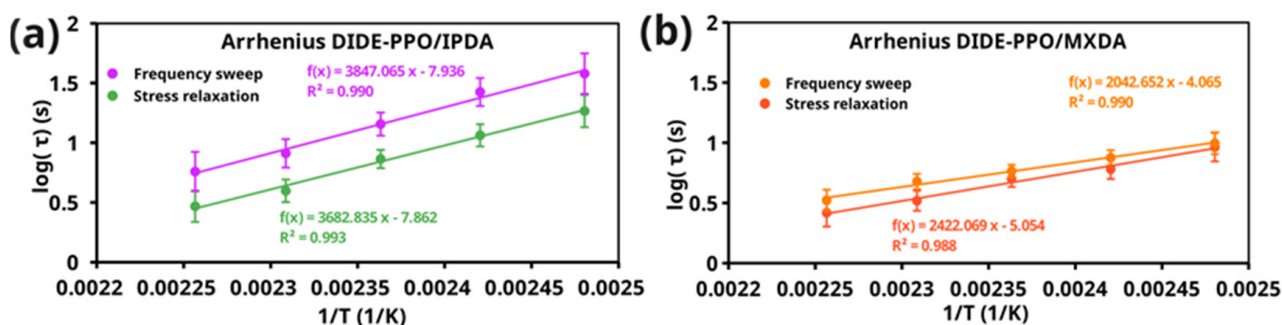 (a)
Arrhenius DIDE-PPO/IPDA
Frequency sweep
Stress relaxation
f(x) = 3847.065 x - 7.936
R² = 0.990
f(x) = 3682.835 x - 7.862
R² = 0.993
log( τ) (s)
2
1.5
1
0.5
0
0.0022 0.00225 0.0023 0.00235 0.0024 0.00245 0.0025
1/T (1/K)
(b)
Arrhenius DIDE-PPO/MXDA
Frequency sweep
Stress relaxation
f(x) = 2042.652 x - 4.065
R² = 0.990
f(x) = 2422.069 x - 5.054
R² = 0.988
log( τ) (s)
2
1.5
1
0.5
0
0.0022 0.00225 0.0023 0.00235 0.0024 0.00245 0.0025
1/T (1/K)